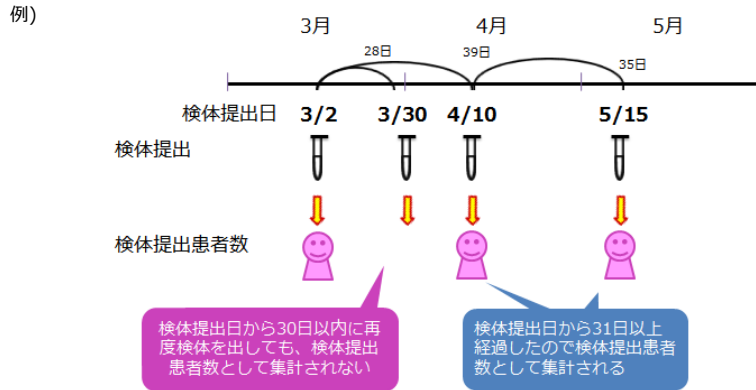 例)
3月 4月 5月
28日 39日 35日
検体提出日 3/2 3/30 4/10 5/15
検体提出
検体提出患者数
検体提出日から30日以内に再
度検体を出しても、検体提出
患者数として集計されない
検体提出日から31日以上
経過したので検体提出患者
数として集計される